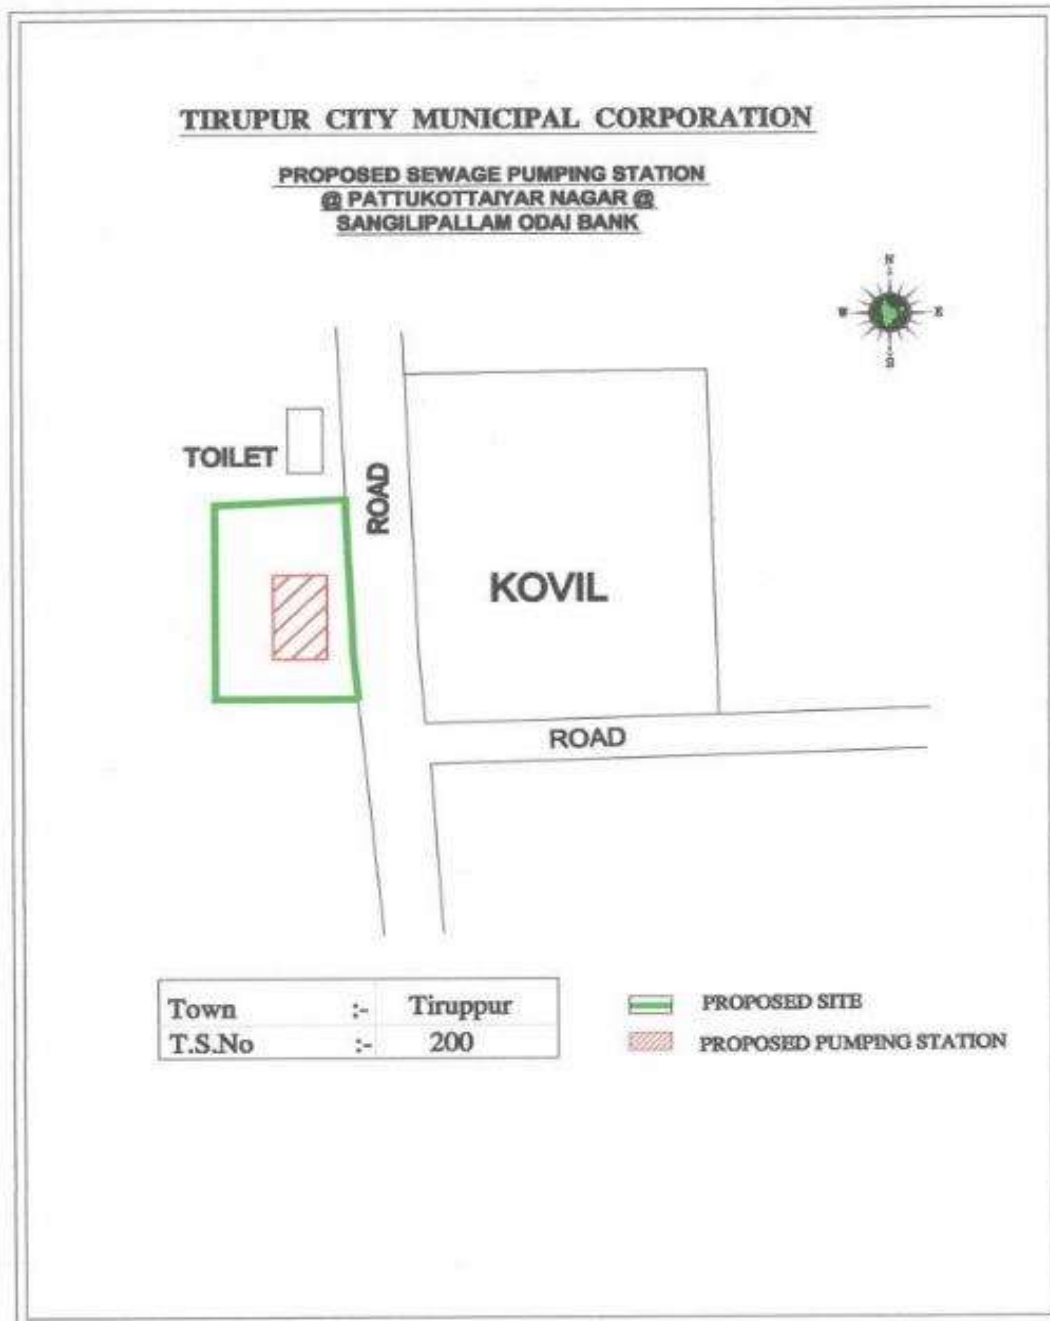 TIRUPUR CITY MUNICIPAL CORPORATION
PROPOSED SEWAGE PUMPING STATION
@ PATTUKOTTAIYAR NAGAR @
SANGILIPALLAM ODAI BANK
N
W E
S
TOILET
ROAD
KOVIL
ROAD
Town :- Tiruppur
T.S.No :- 200
PROPOSED SITE
PROPOSED PUMPING STATION